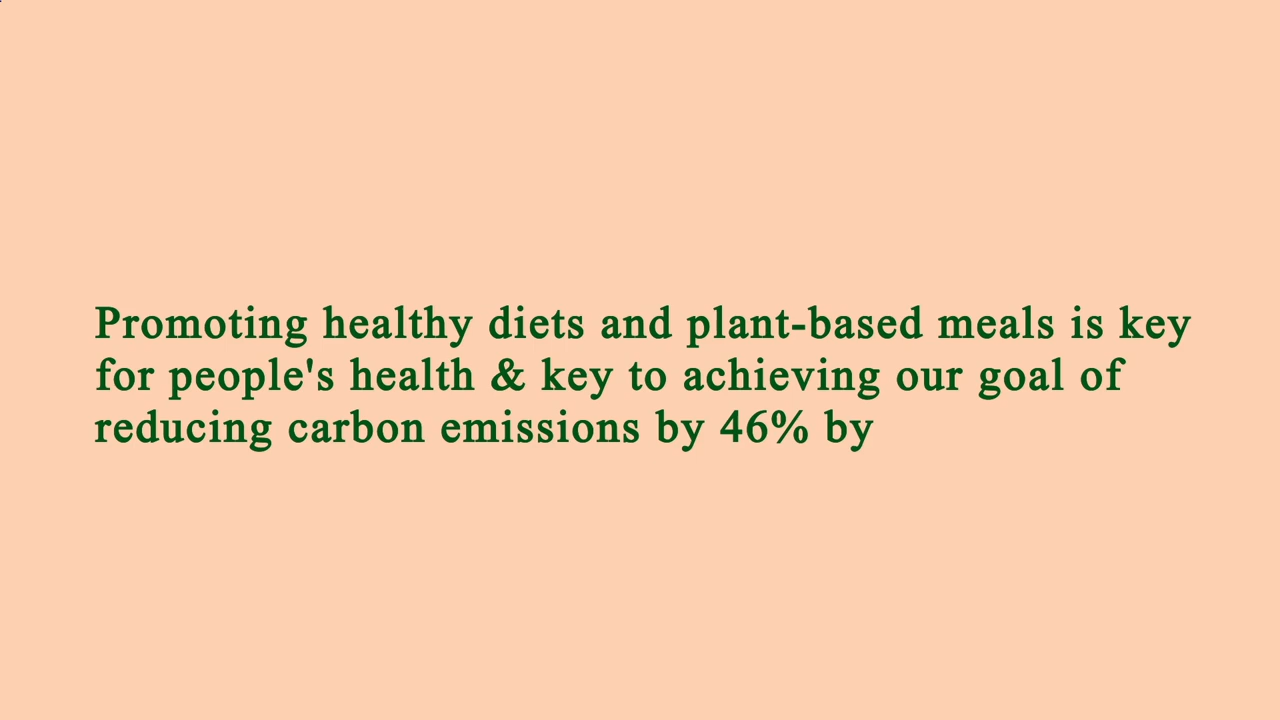 Promoting healthy diets and plant-based meals is key
for people's health & key to achieving our goal of
reducing carbon emissions by 46% by